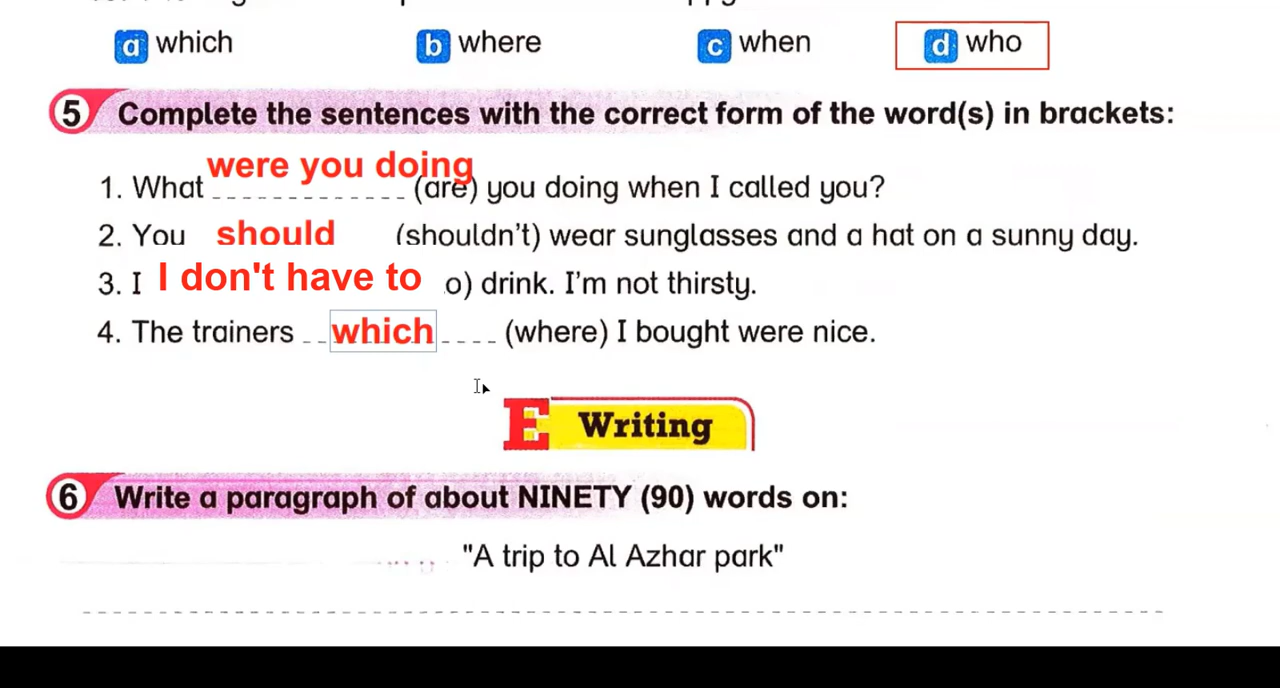 a which b where c when d who
5 Complete the sentences with the correct form of the word(s) in brackets:
1. What were you doing (are) you doing when I called you?
2. You should (shouldn't) wear sunglasses and a hat on a sunny day.
3. I I don't have to o) drink. I'm not thirsty.
4. The trainers which (where) I bought were nice.
E Writing
6 Write a paragraph of about NINETY (90) words on:
"A trip to Al Azhar park"